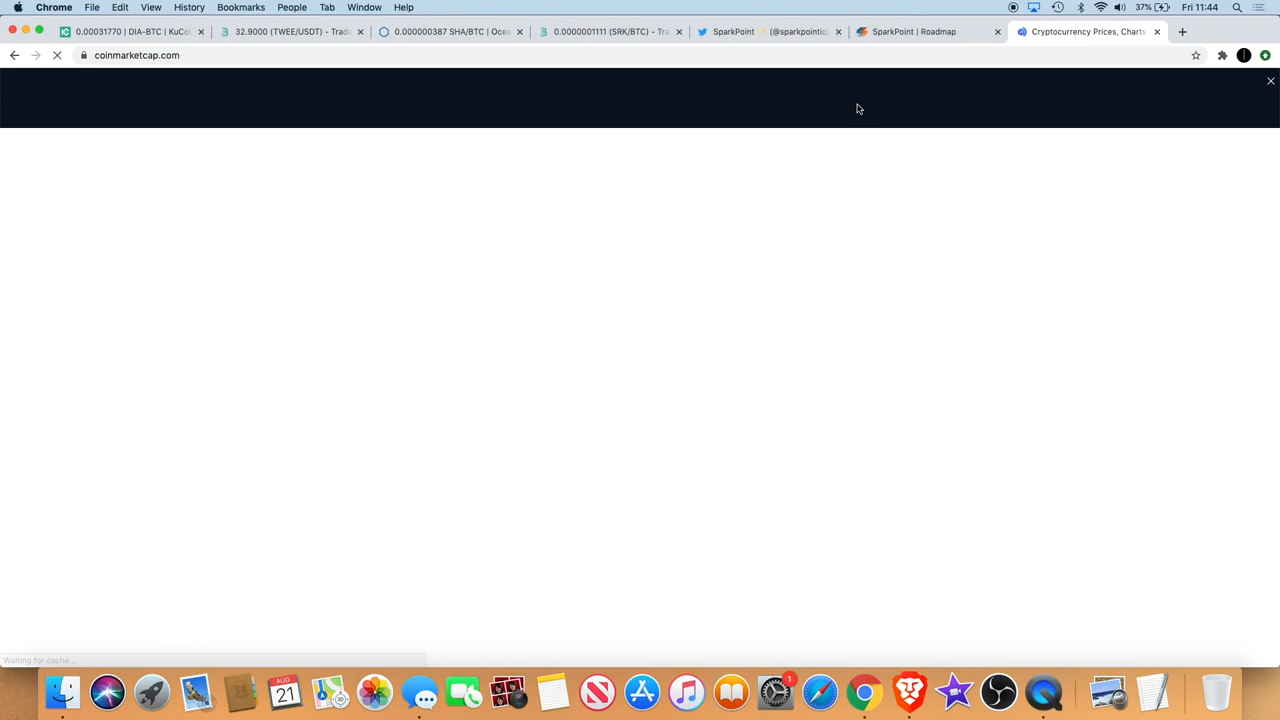 Chrome File Edit View History Bookmarks People Tab Window Help 37% Fri 11:44
0.00031770 | DIA-BTC | KuCoi 32.9000 (TWEE/USDT) - Trade 0.000000387 SHA/BTC | Ocea 0.0000001111 (SRK/BTC) - Tra SparkPoint (@sparkpointio) SparkPoint | Roadmap Cryptocurrency Prices, Charts
coinmarketcap.com
Waiting for cache...
AUG
21
1